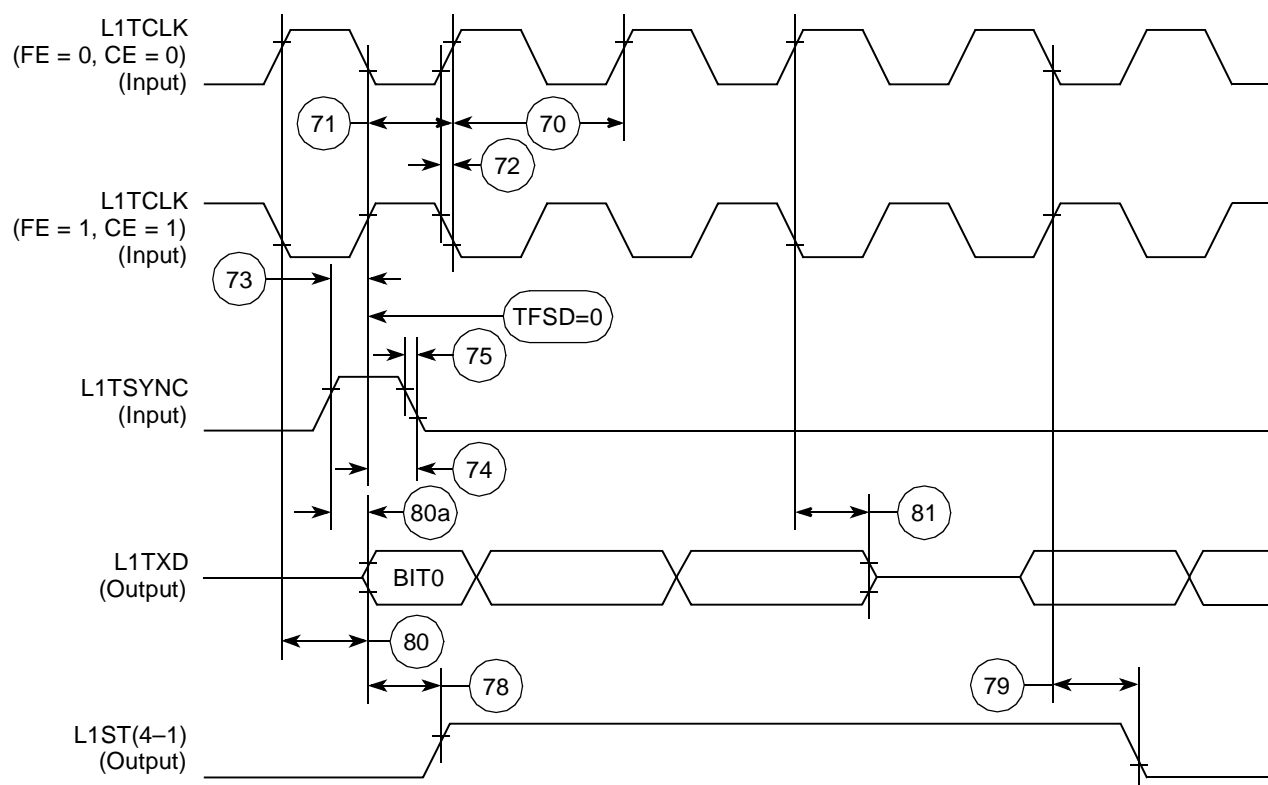 L1TCLK
(FE = 0, CE = 0)
(Input)
71
70
72
L1TCLK
(FE = 1, CE = 1)
(Input)
73
TFSD=0
75
L1TSYNC
(Input)
74
80a
81
L1TXD
(Output)
BIT0
80
78
79
L1ST(4–1)
(Output)